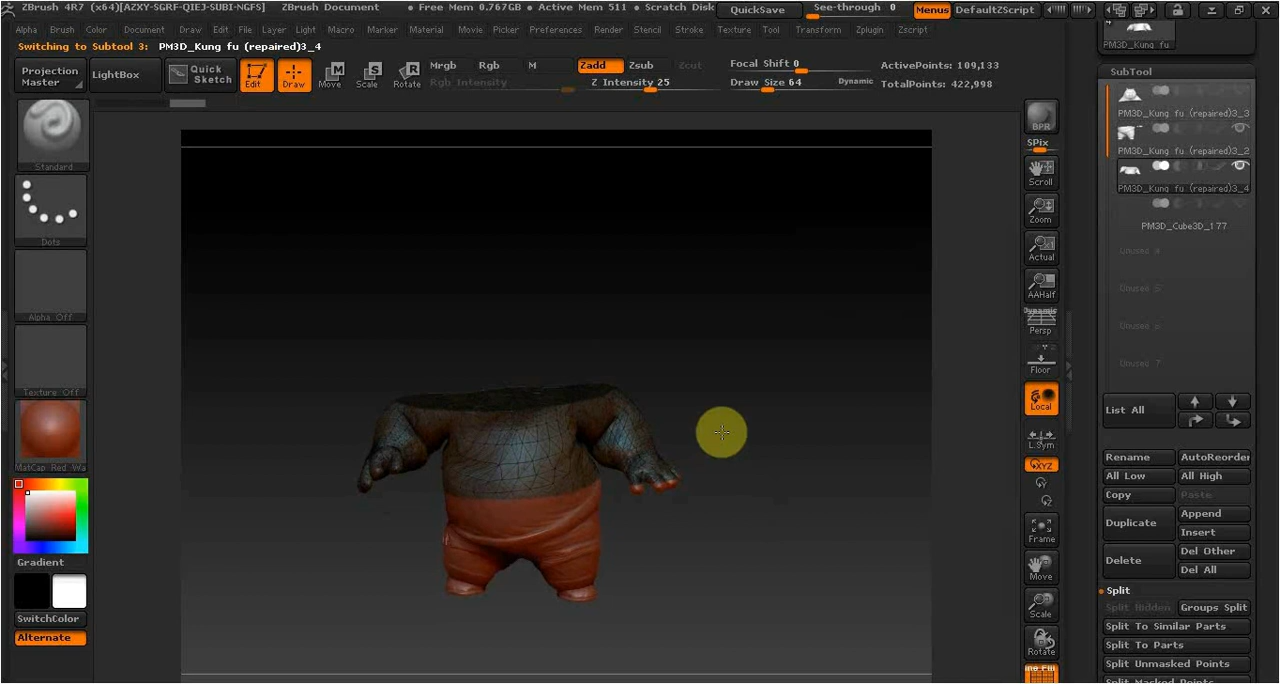 ZBrush 4R7 (x64)[AZXY-SGRF-QIEJ-SUBI-NGFS] ZBrush Document • Free Mem 0.767GB • Active Mem 511 • Scratch Disk QuickSave See-through 0 Menus DefaultZScript
Alpha Brush Color Document Draw Edit File Layer Light Macro Marker Material Movie Picker Preferences Render Stencil Stroke Texture Tool Transform Zplugin Zscript
Switching to Subtool 3: PM3D_Kung fu (repaired)3_4
Projection Master
LightBox
Quick Sketch
Edit
Draw
Move
Scale
Rotate
Mrgb Rgb M
Rgb Intensity
Zadd Zsub Zcut
Z Intensity 25
Focal Shift 0
Draw Size 64 Dynamic
ActivePoints: 109,133
TotalPoints: 422,998
Standard
Dots
Alpha Off
Texture Off
MatCap Red Wa
Gradient
SwitchColor
Alternate
BPR
SPix
Scroll
Zoom
Actual
AAHalf
Dynamic
Persp
Floor
Local
L.Sym
XYZ
Frame
Move
Scale
Rotate
PM3D_Kung fu
SubTool
PM3D_Kung fu (repaired)3_3
PM3D_Kung fu (repaired)3_2
PM3D_Kung fu (repaired)3_4
PM3D_Cube3D_177
Unused 4
Unused 5
Unused 6
Unused 7
List All
Rename AutoReorder
All Low All High
Copy Paste
Duplicate Append
Insert
Delete Del Other
Del All
Split
Split Hidden Groups Split
Split To Similar Parts
Split To Parts
Split Unmasked Points
Split Masked Points